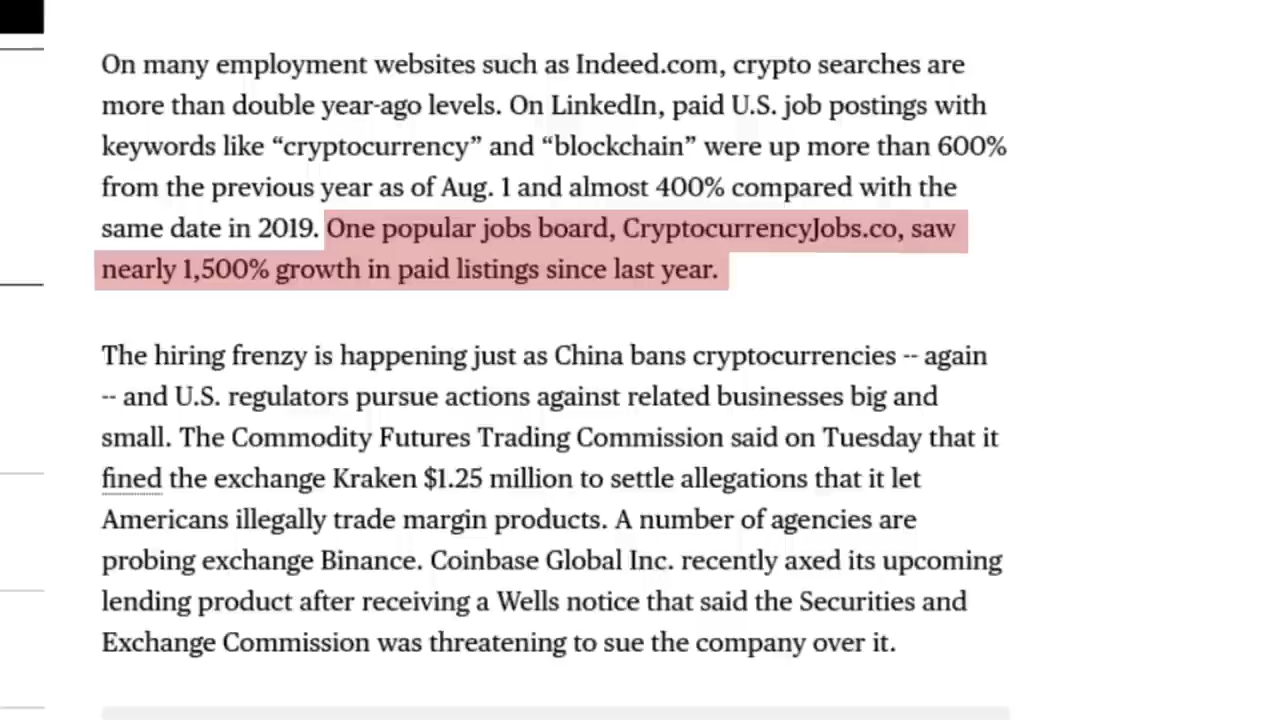 On many employment websites such as Indeed.com, crypto searches are
more than double year-ago levels. On LinkedIn, paid U.S. job postings with
keywords like “cryptocurrency” and “blockchain” were up more than 600%
from the previous year as of Aug. 1 and almost 400% compared with the
same date in 2019. One popular jobs board, CryptocurrencyJobs.co, saw
nearly 1,500% growth in paid listings since last year.
The hiring frenzy is happening just as China bans cryptocurrencies -- again
-- and U.S. regulators pursue actions against related businesses big and
small. The Commodity Futures Trading Commission said on Tuesday that it
fined the exchange Kraken $1.25 million to settle allegations that it let
Americans illegally trade margin products. A number of agencies are
probing exchange Binance. Coinbase Global Inc. recently axed its upcoming
lending product after receiving a Wells notice that said the Securities and
Exchange Commission was threatening to sue the company over it.